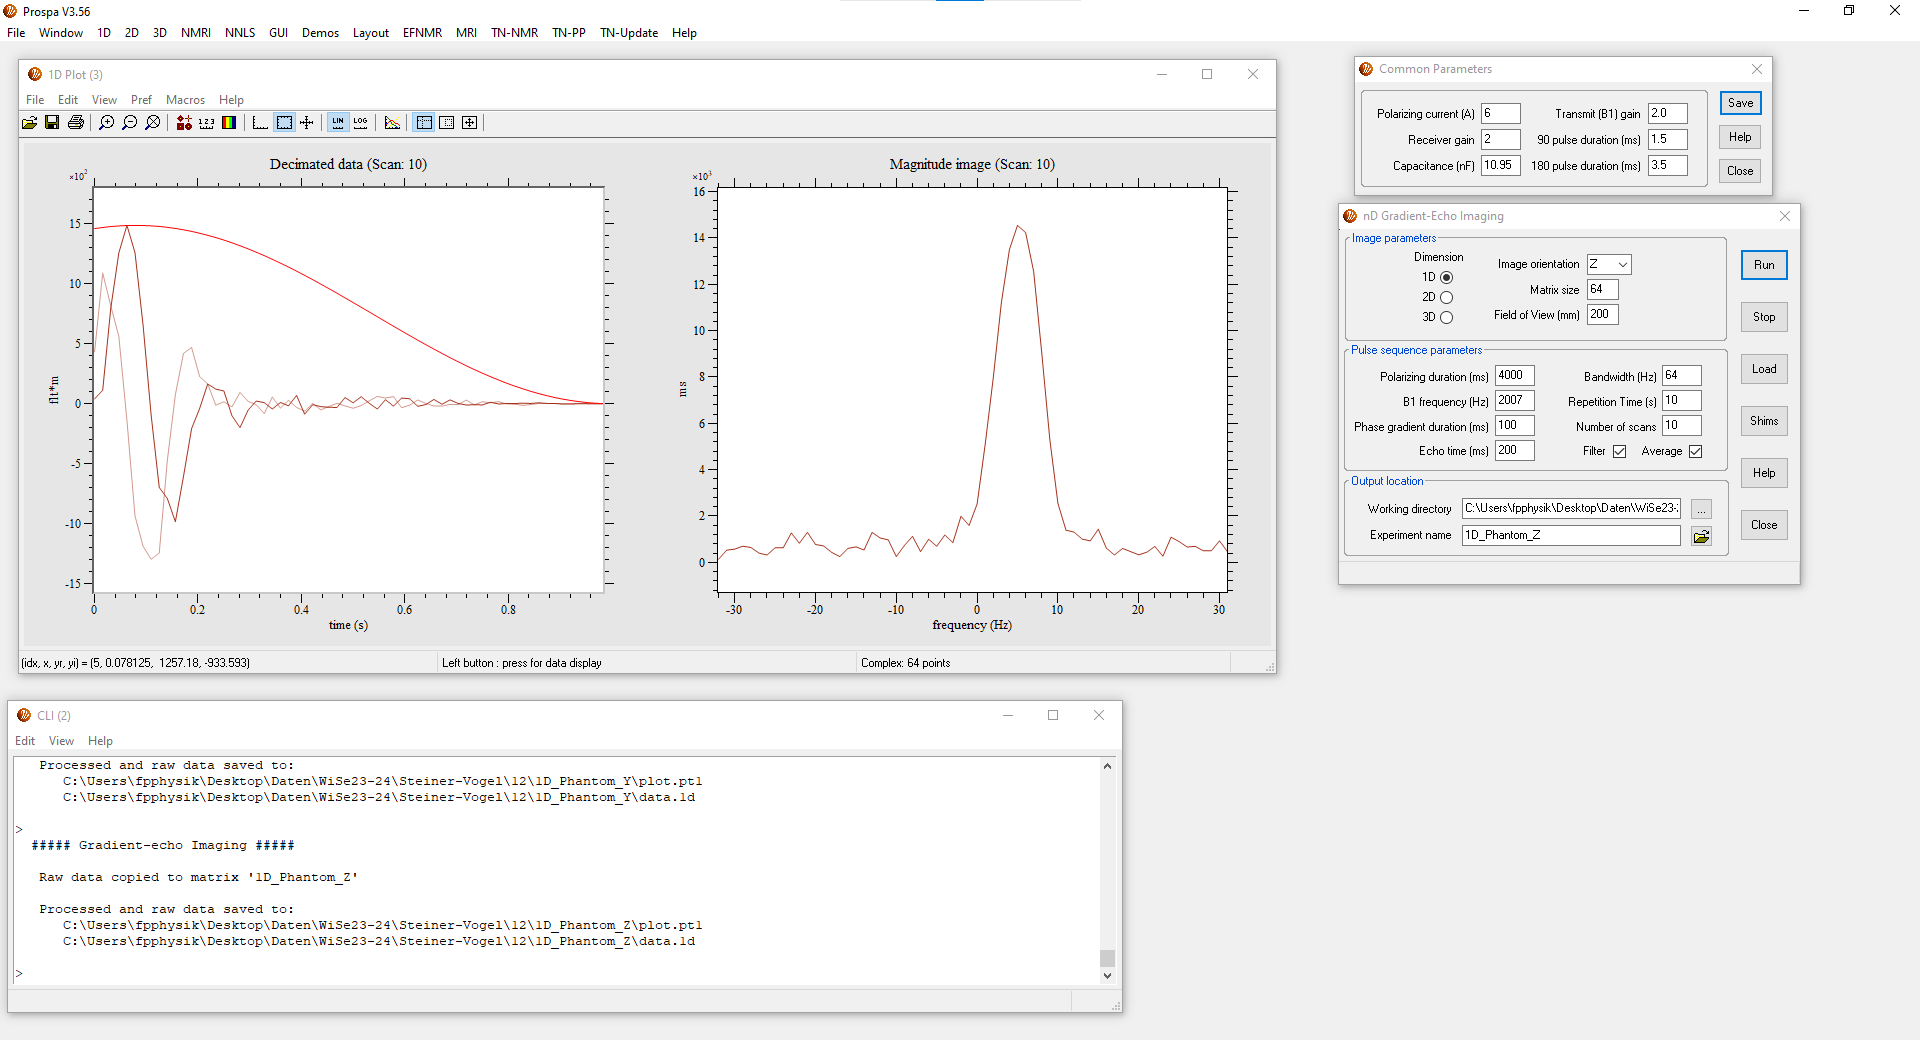 Prospa V3.56
File Window 1D 2D 3D NMRI NNLS GUI Demos Layout EFNMR MRI TN-NMR TN-PP TN-Update Help
1D Plot (3)
File Edit View Pref Macros Help
1 2 3 LIN LOG
Decimated data (Scan: 10)
×10²
15
10
5
0
-5
-10
-15
flt*m
0 0.2 0.4 0.6 0.8
time (s)
Magnitude image (Scan: 10)
×10³
16
14
12
10
8
6
4
2
0
ms
-30 -20 -10 0 10 20 30
frequency (Hz)
(idx, x, yr, yi) = (5, 0.078125, 1257.18, -933.593) Left button : press for data display Complex: 64 points
Common Parameters
Polarizing current (A) 6 Transmit (B1) gain 2.0 Save
Receiver gain 2 90 pulse duration (ms) 1.5 Help
Capacitance (nF) 10.95 180 pulse duration (ms) 3.5 Close
nD Gradient-Echo Imaging
Image parameters
Dimension
1D
2D
3D
Image orientation Z
Matrix size 64
Field of View (mm) 200
Pulse sequence parameters
Polarizing duration (ms) 4000 Bandwidth (Hz) 64
B1 frequency (Hz) 2007 Repetition Time (s) 10
Phase gradient duration (ms) 100 Number of scans 10
Echo time (ms) 200 Filter Average
Output location
Working directory C:\Users\fpphysik\Desktop\Daten\WiSe23-: ...
Experiment name 1D_Phantom_Z
Run
Stop
Load
Shims
Help
Close
CLI (2)
Edit View Help
Processed and raw data saved to:
C:\Users\fpphysik\Desktop\Daten\WiSe23-24\Steiner-Vogel\12\1D_Phantom_Y\plot.pt1
C:\Users\fpphysik\Desktop\Daten\WiSe23-24\Steiner-Vogel\12\1D_Phantom_Y\data.1d
>
##### Gradient-echo Imaging #####
Raw data copied to matrix '1D_Phantom_Z'
Processed and raw data saved to:
C:\Users\fpphysik\Desktop\Daten\WiSe23-24\Steiner-Vogel\12\1D_Phantom_Z\plot.pt1
C:\Users\fpphysik\Desktop\Daten\WiSe23-24\Steiner-Vogel\12\1D_Phantom_Z\data.1d
>